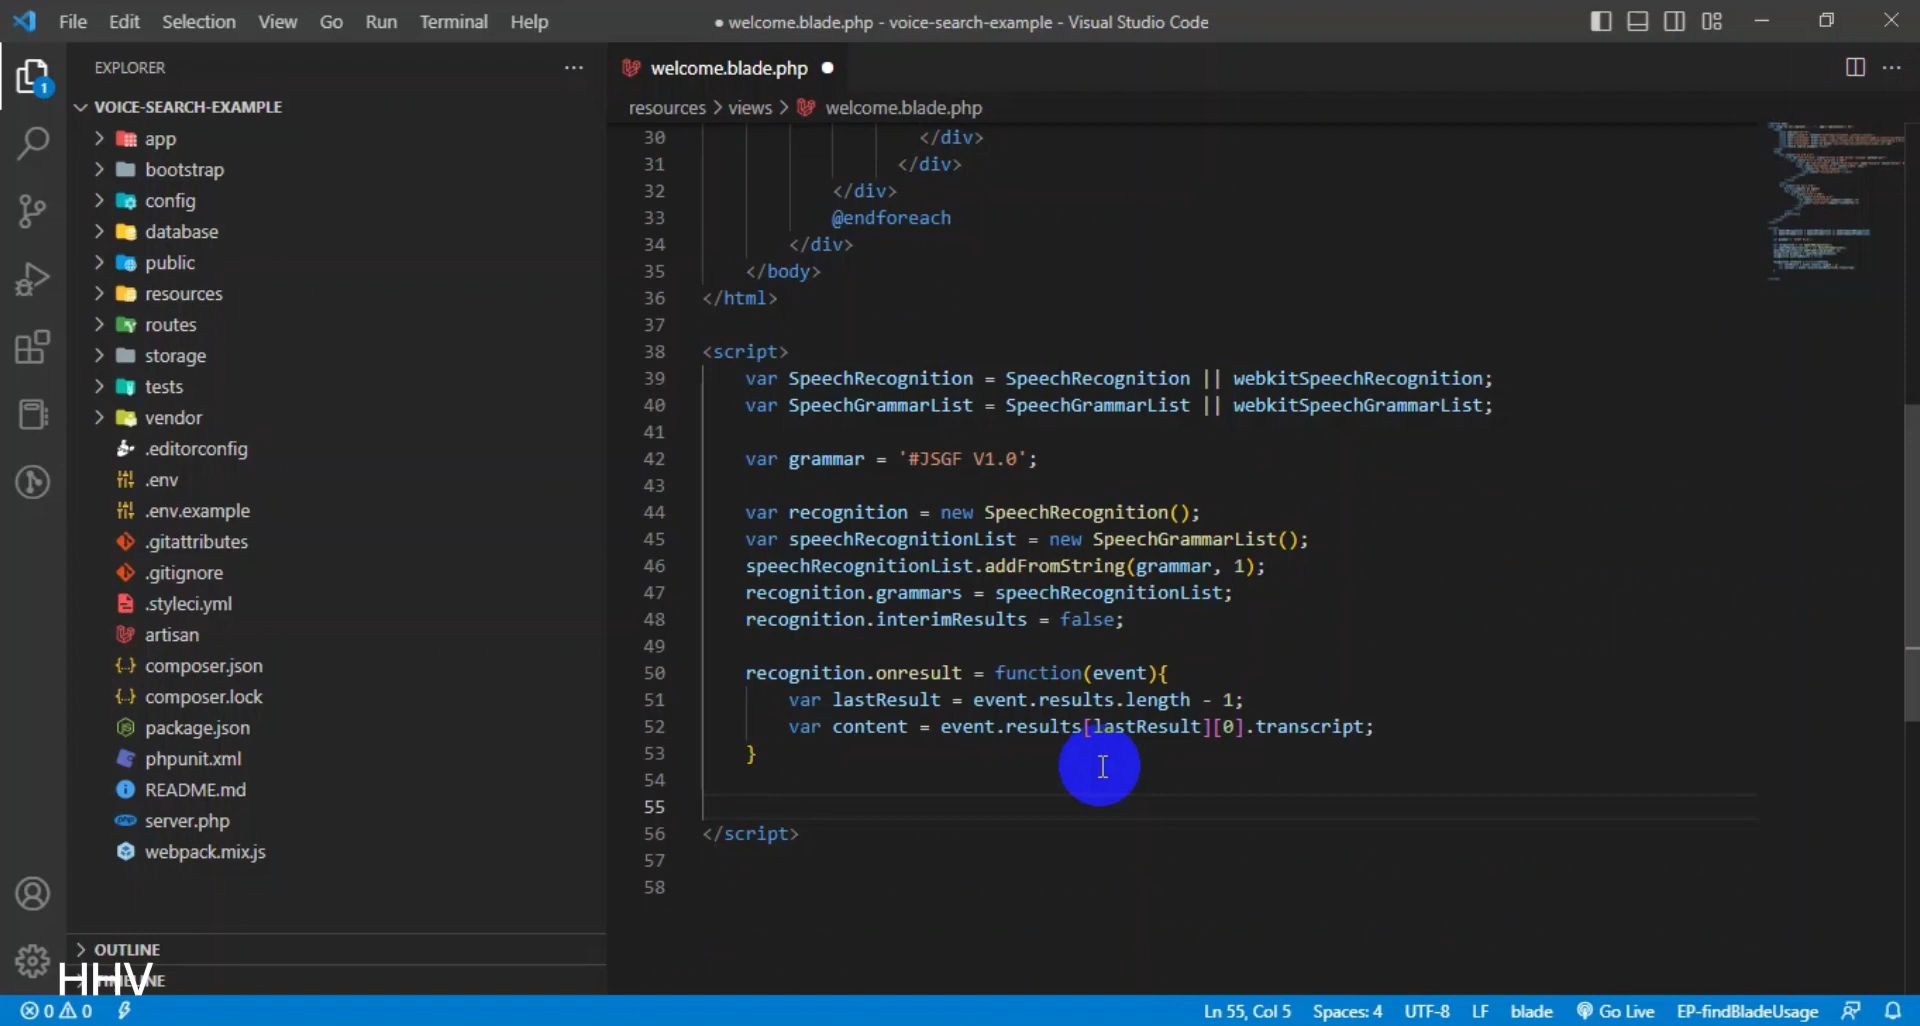 File Edit Selection View Go Run Terminal Help
● welcome.blade.php - voice-search-example - Visual Studio Code
EXPLORER
1
VOICE-SEARCH-EXAMPLE
app
bootstrap
config
database
public
resources
routes
storage
tests
vendor
.editorconfig
.env
.env.example
.gitattributes
.gitignore
.styleci.yml
artisan
composer.json
composer.lock
package.json
phpunit.xml
README.md
server.php
webpack.mix.js
OUTLINE
TIMELINE
HHV
welcome.blade.php
resources > views > welcome.blade.php
30 </div>
31 </div>
32 </div>
33 @endforeach
34 </div>
35 </body>
36 </html>
37
38 <script>
39 var SpeechRecognition = SpeechRecognition || webkitSpeechRecognition;
40 var SpeechGrammarList = SpeechGrammarList || webkitSpeechGrammarList;
41
42 var grammar = '#JSGF V1.0';
43
44 var recognition = new SpeechRecognition();
45 var speechRecognitionList = new SpeechGrammarList();
46 speechRecognitionList.addFromString(grammar, 1);
47 recognition.grammars = speechRecognitionList;
48 recognition.interimResults = false;
49
50 recognition.onresult = function(event){
51 var lastResult = event.results.length - 1;
52 var content = event.results[lastResult][0].transcript;
53 }
54
55
56 </script>
57
58
0 0
Ln 55, Col 5 Spaces: 4 UTF-8 LF blade Go Live EP-findBladeUsage